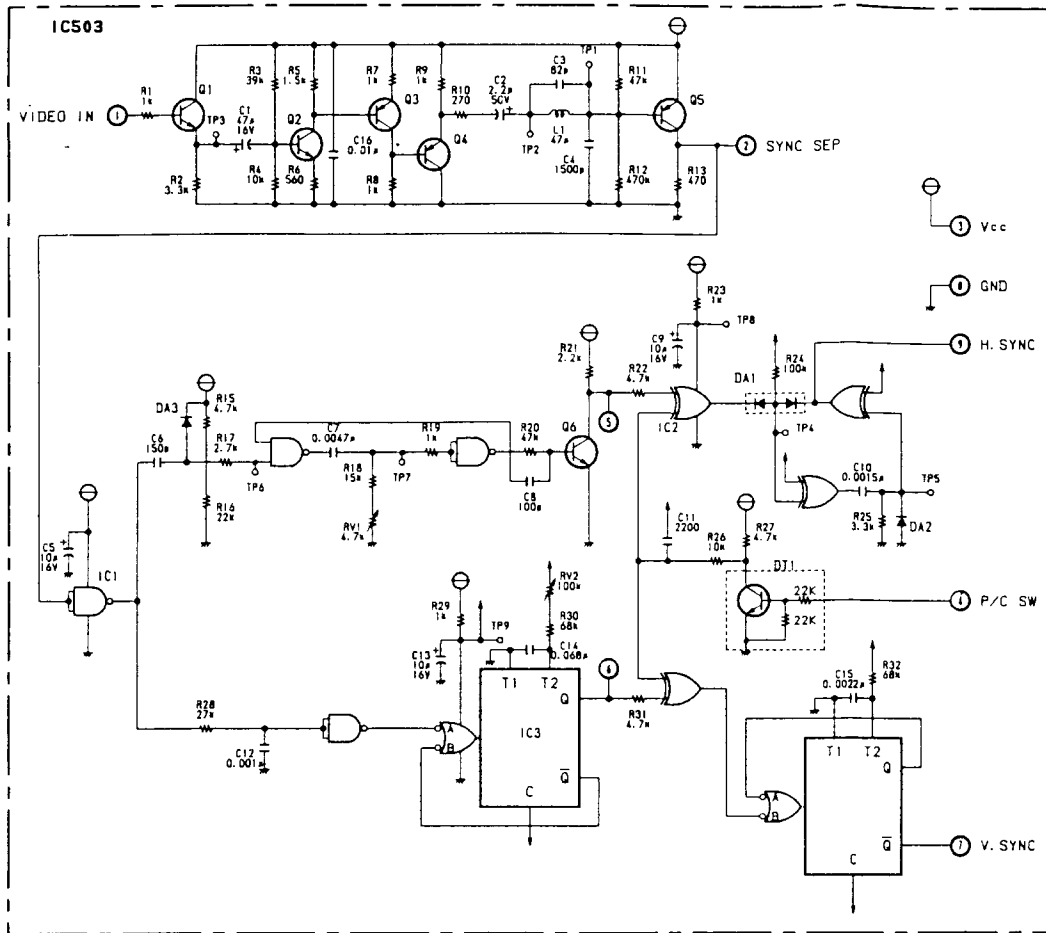 IC503
VIDEO IN
1
R1
1k
Q1
TP3
C1
47µ
16V
R2
3.3k
R3
39k
R4
10k
Q2
R5
1.5k
R6
560
C16
0.01µ
R7
1k
Q3
R8
1k
R9
1k
Q4
R10
270
C2
2.2µ
50V
C3
82p
TP1
TP2
L1
47µ
C4
1500p
R11
47k
R12
470k
Q5
R13
470
2
SYNC SEP
3
Vcc
8
GND
9
H. SYNC
R23
1k
TP8
C9
10µ
16V
R21
2.2k
R22
4.7k
5
IC2
DA1
R24
100k
TP4
C10
0.0015µ
TP5
R25
3.3k
DA2
DA3
R15
4.7k
C6
150p
R17
2.7k
TP6
R16
22k
C7
0.0047µ
R18
15k
RV1
4.7k
TP7
R19
1k
R20
47k
C8
100p
Q6
C5
10µ
16V
IC1
C11
2200
R26
10k
R27
4.7k
DT1
22K
22K
4
P/C SW
R29
1k
TP9
C13
10µ
16V
RV2
100k
R30
68k
C14
0.068µ
T1
T2
Q
Q̅
C
IC3
A
B
6
R31
4.7k
R28
27k
C12
0.001µ
C15
0.0022µ
R32
68k
T1
T2
Q
Q̅
C
A
B
7
V. SYNC